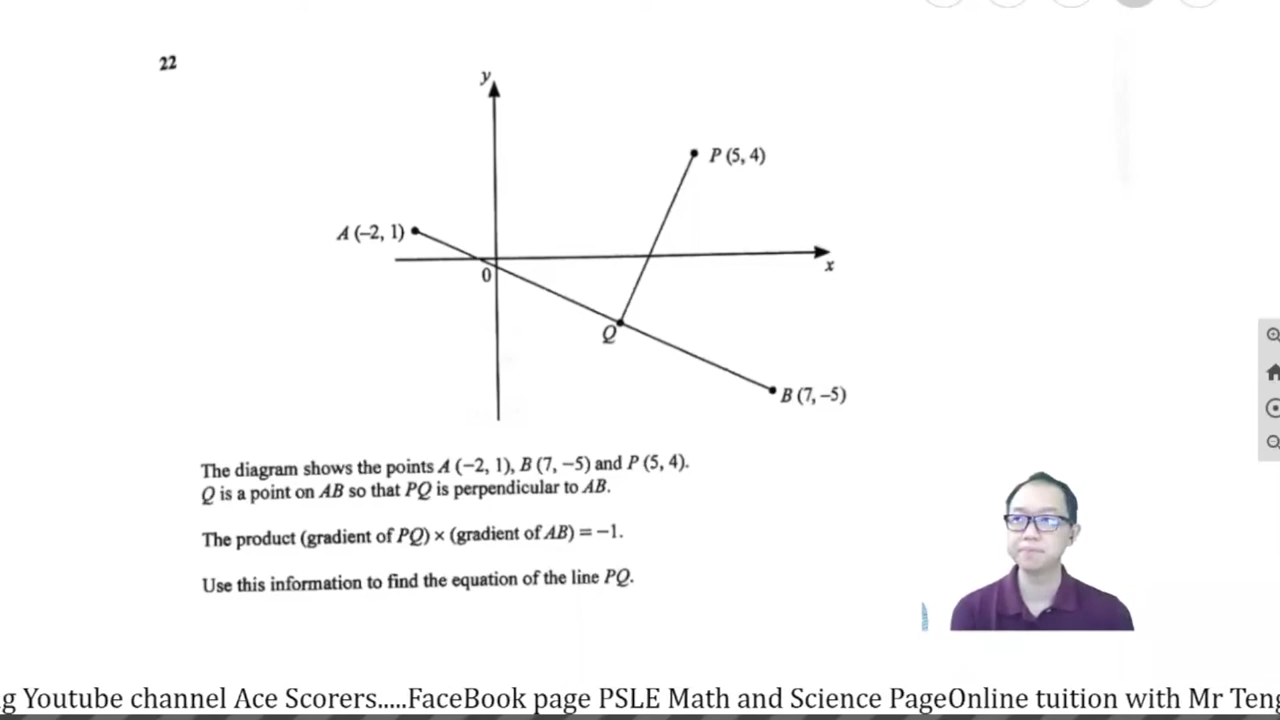 22
y
P (5, 4)
A (–2, 1)
0
x
Q
B (7, –5)
The diagram shows the points A (–2, 1), B (7, –5) and P (5, 4).
Q is a point on AB so that PQ is perpendicular to AB.
The product (gradient of PQ) × (gradient of AB) = –1.
Use this information to find the equation of the line PQ.
g Youtube channel Ace Scorers.....FaceBook page PSLE Math and Science PageOnline tuition with Mr Teng